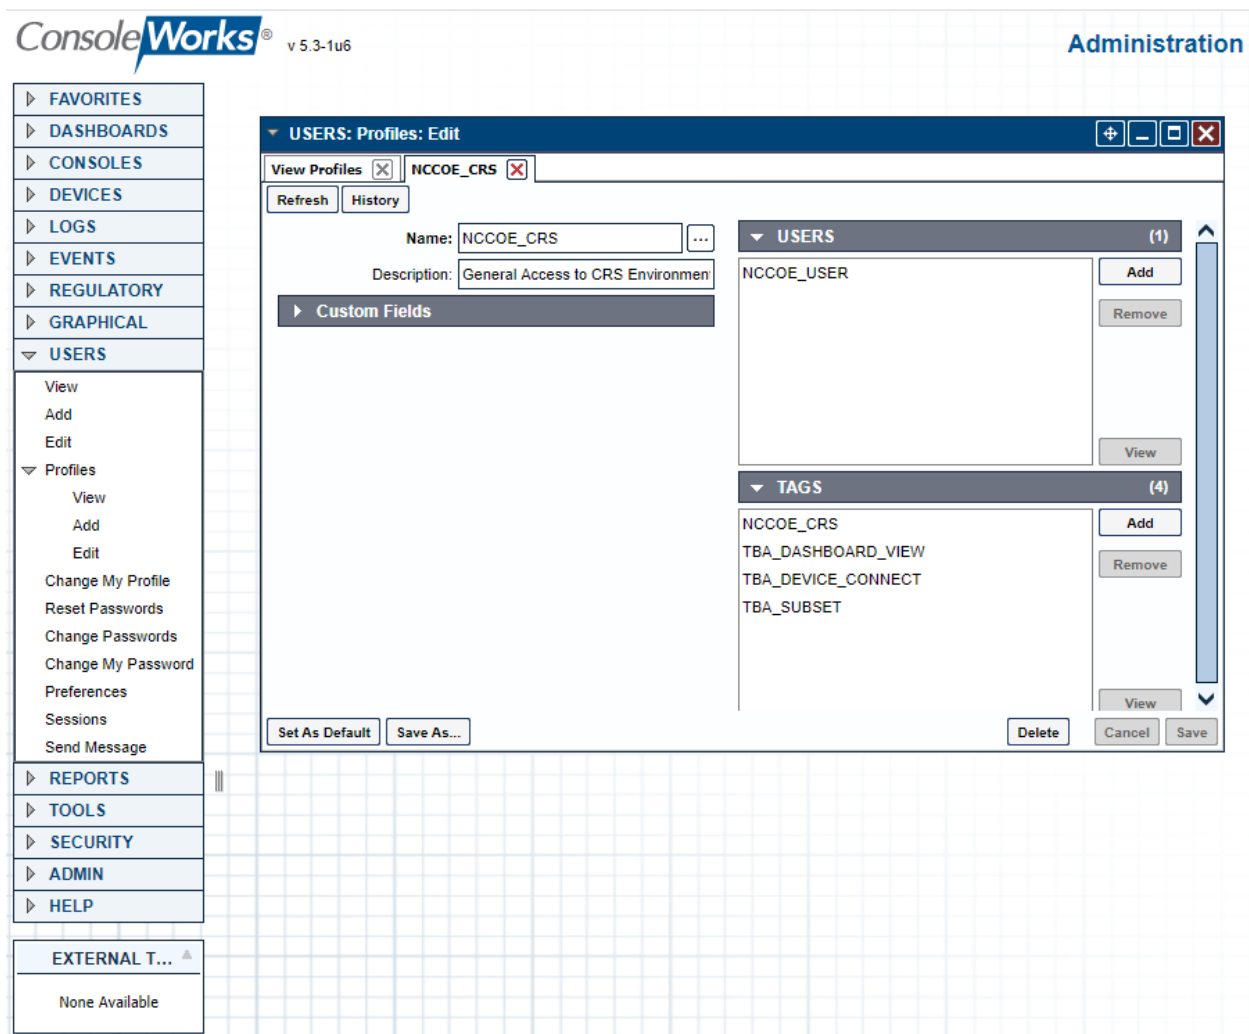 ConsoleWorks® v 5.3-1u6
Administration
FAVORITES
DASHBOARDS
CONSOLES
DEVICES
LOGS
EVENTS
REGULATORY
GRAPHICAL
USERS
View
Add
Edit
Profiles
View
Add
Edit
Change My Profile
Reset Passwords
Change Passwords
Change My Password
Preferences
Sessions
Send Message
REPORTS
TOOLS
SECURITY
ADMIN
HELP
EXTERNAL T...
None Available
USERS: Profiles: Edit
View Profiles NCCOE_CRS
Refresh History
Name: NCCOE_CRS ...
Description: General Access to CRS Environmen
Custom Fields
USERS (1)
NCCOE_USER
Add
Remove
View
TAGS (4)
NCCOE_CRS
TBA_DASHBOARD_VIEW
TBA_DEVICE_CONNECT
TBA_SUBSET
Add
Remove
View
Set As Default Save As... Delete Cancel Save